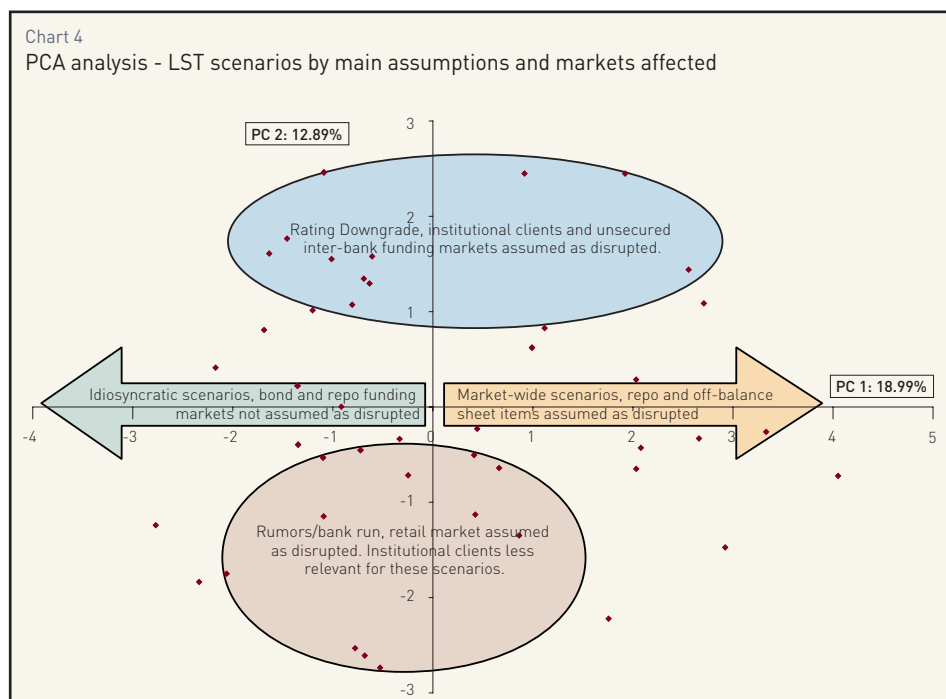 Chart 4
PCA analysis - LST scenarios by main assumptions and markets affected
3
PC 2: 12.89%
2
Rating Downgrade, institutional clients and unsecured
inter-bank funding markets assumed as disrupted.
1
PC 1: 18.99%
Idiosyncratic scenarios, bond and repo funding
markets not assumed as disrupted
Market-wide scenarios, repo and off-balance
sheet items assumed as disrupted
-4 -3 -2 -1 0 1 2 3 4 5
-1
Rumors/bank run, retail market assumed
as disrupted. Institutional clients less
relevant for these scenarios.
-2
-3